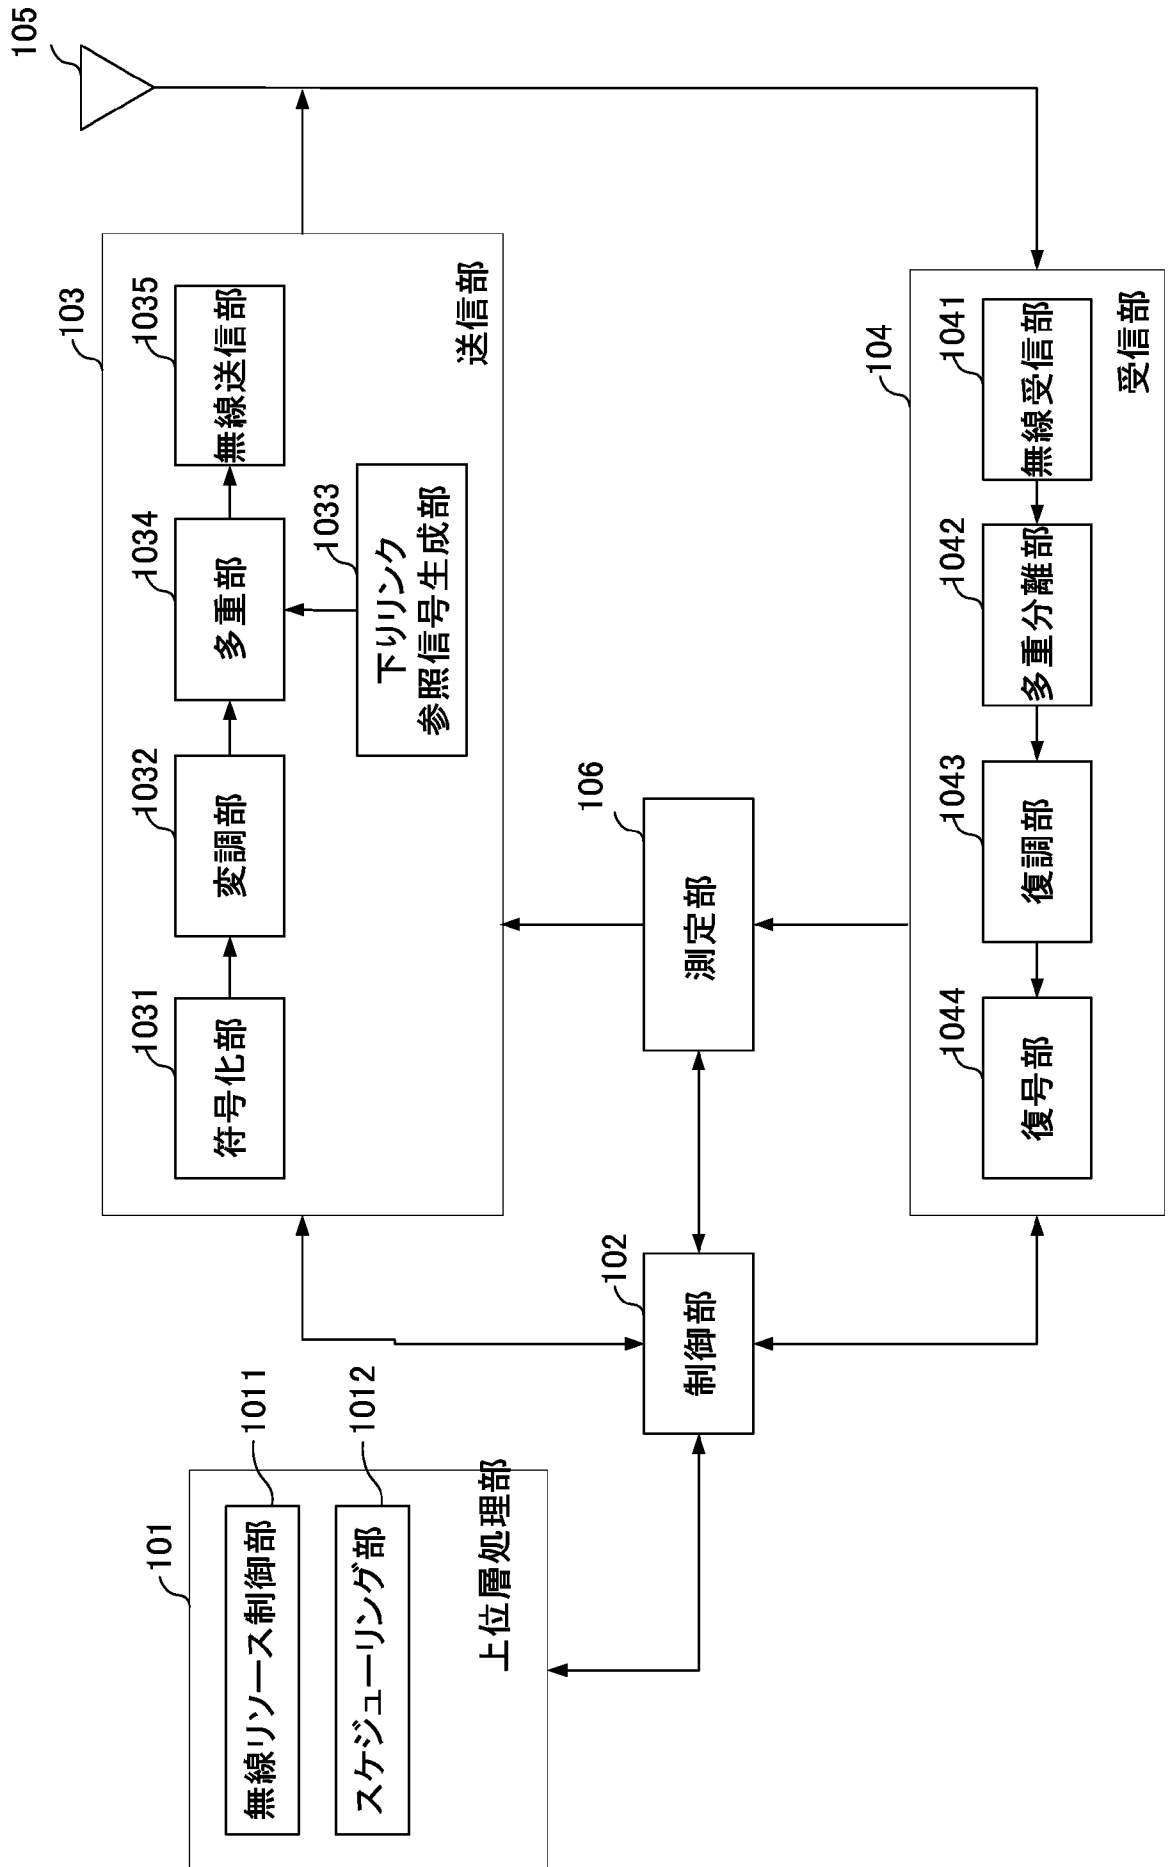 101
無線リソース制御部
1011
スケジューリング部
1012
上位層処理部
制御部
102
103
符号化部
1031
変調部
1032
多重部
1034
無線送信部
1035
下りリンク
参照信号生成部
1033
送信部
105
測定部
106
104
無線受信部
1041
多重分離部
1042
復調部
1043
復号部
1044
受信部